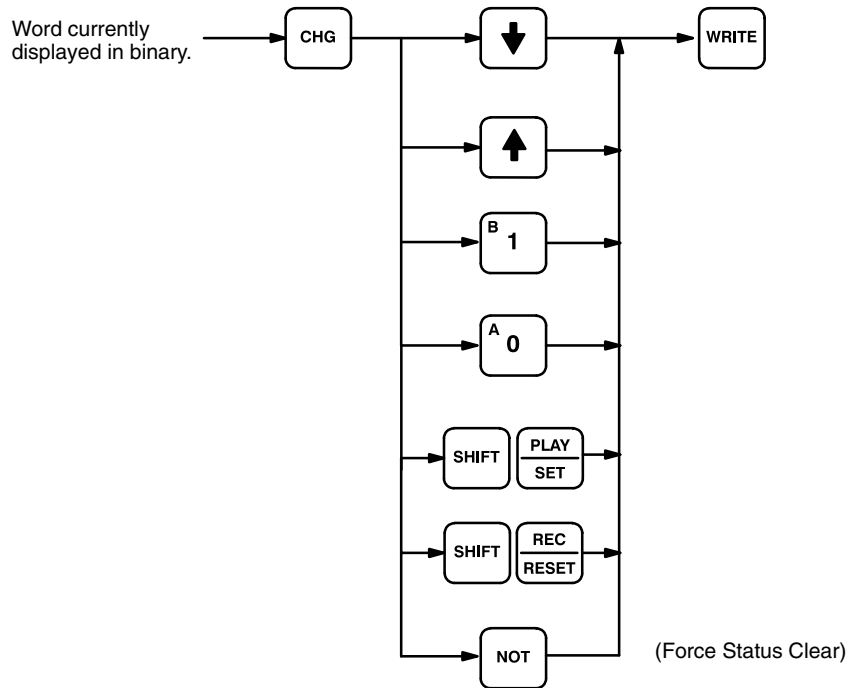 Word currently
displayed in binary.
CHG
WRITE
B
1
A
0
SHIFT
PLAY
SET
SHIFT
REC
RESET
NOT
(Force Status Clear)